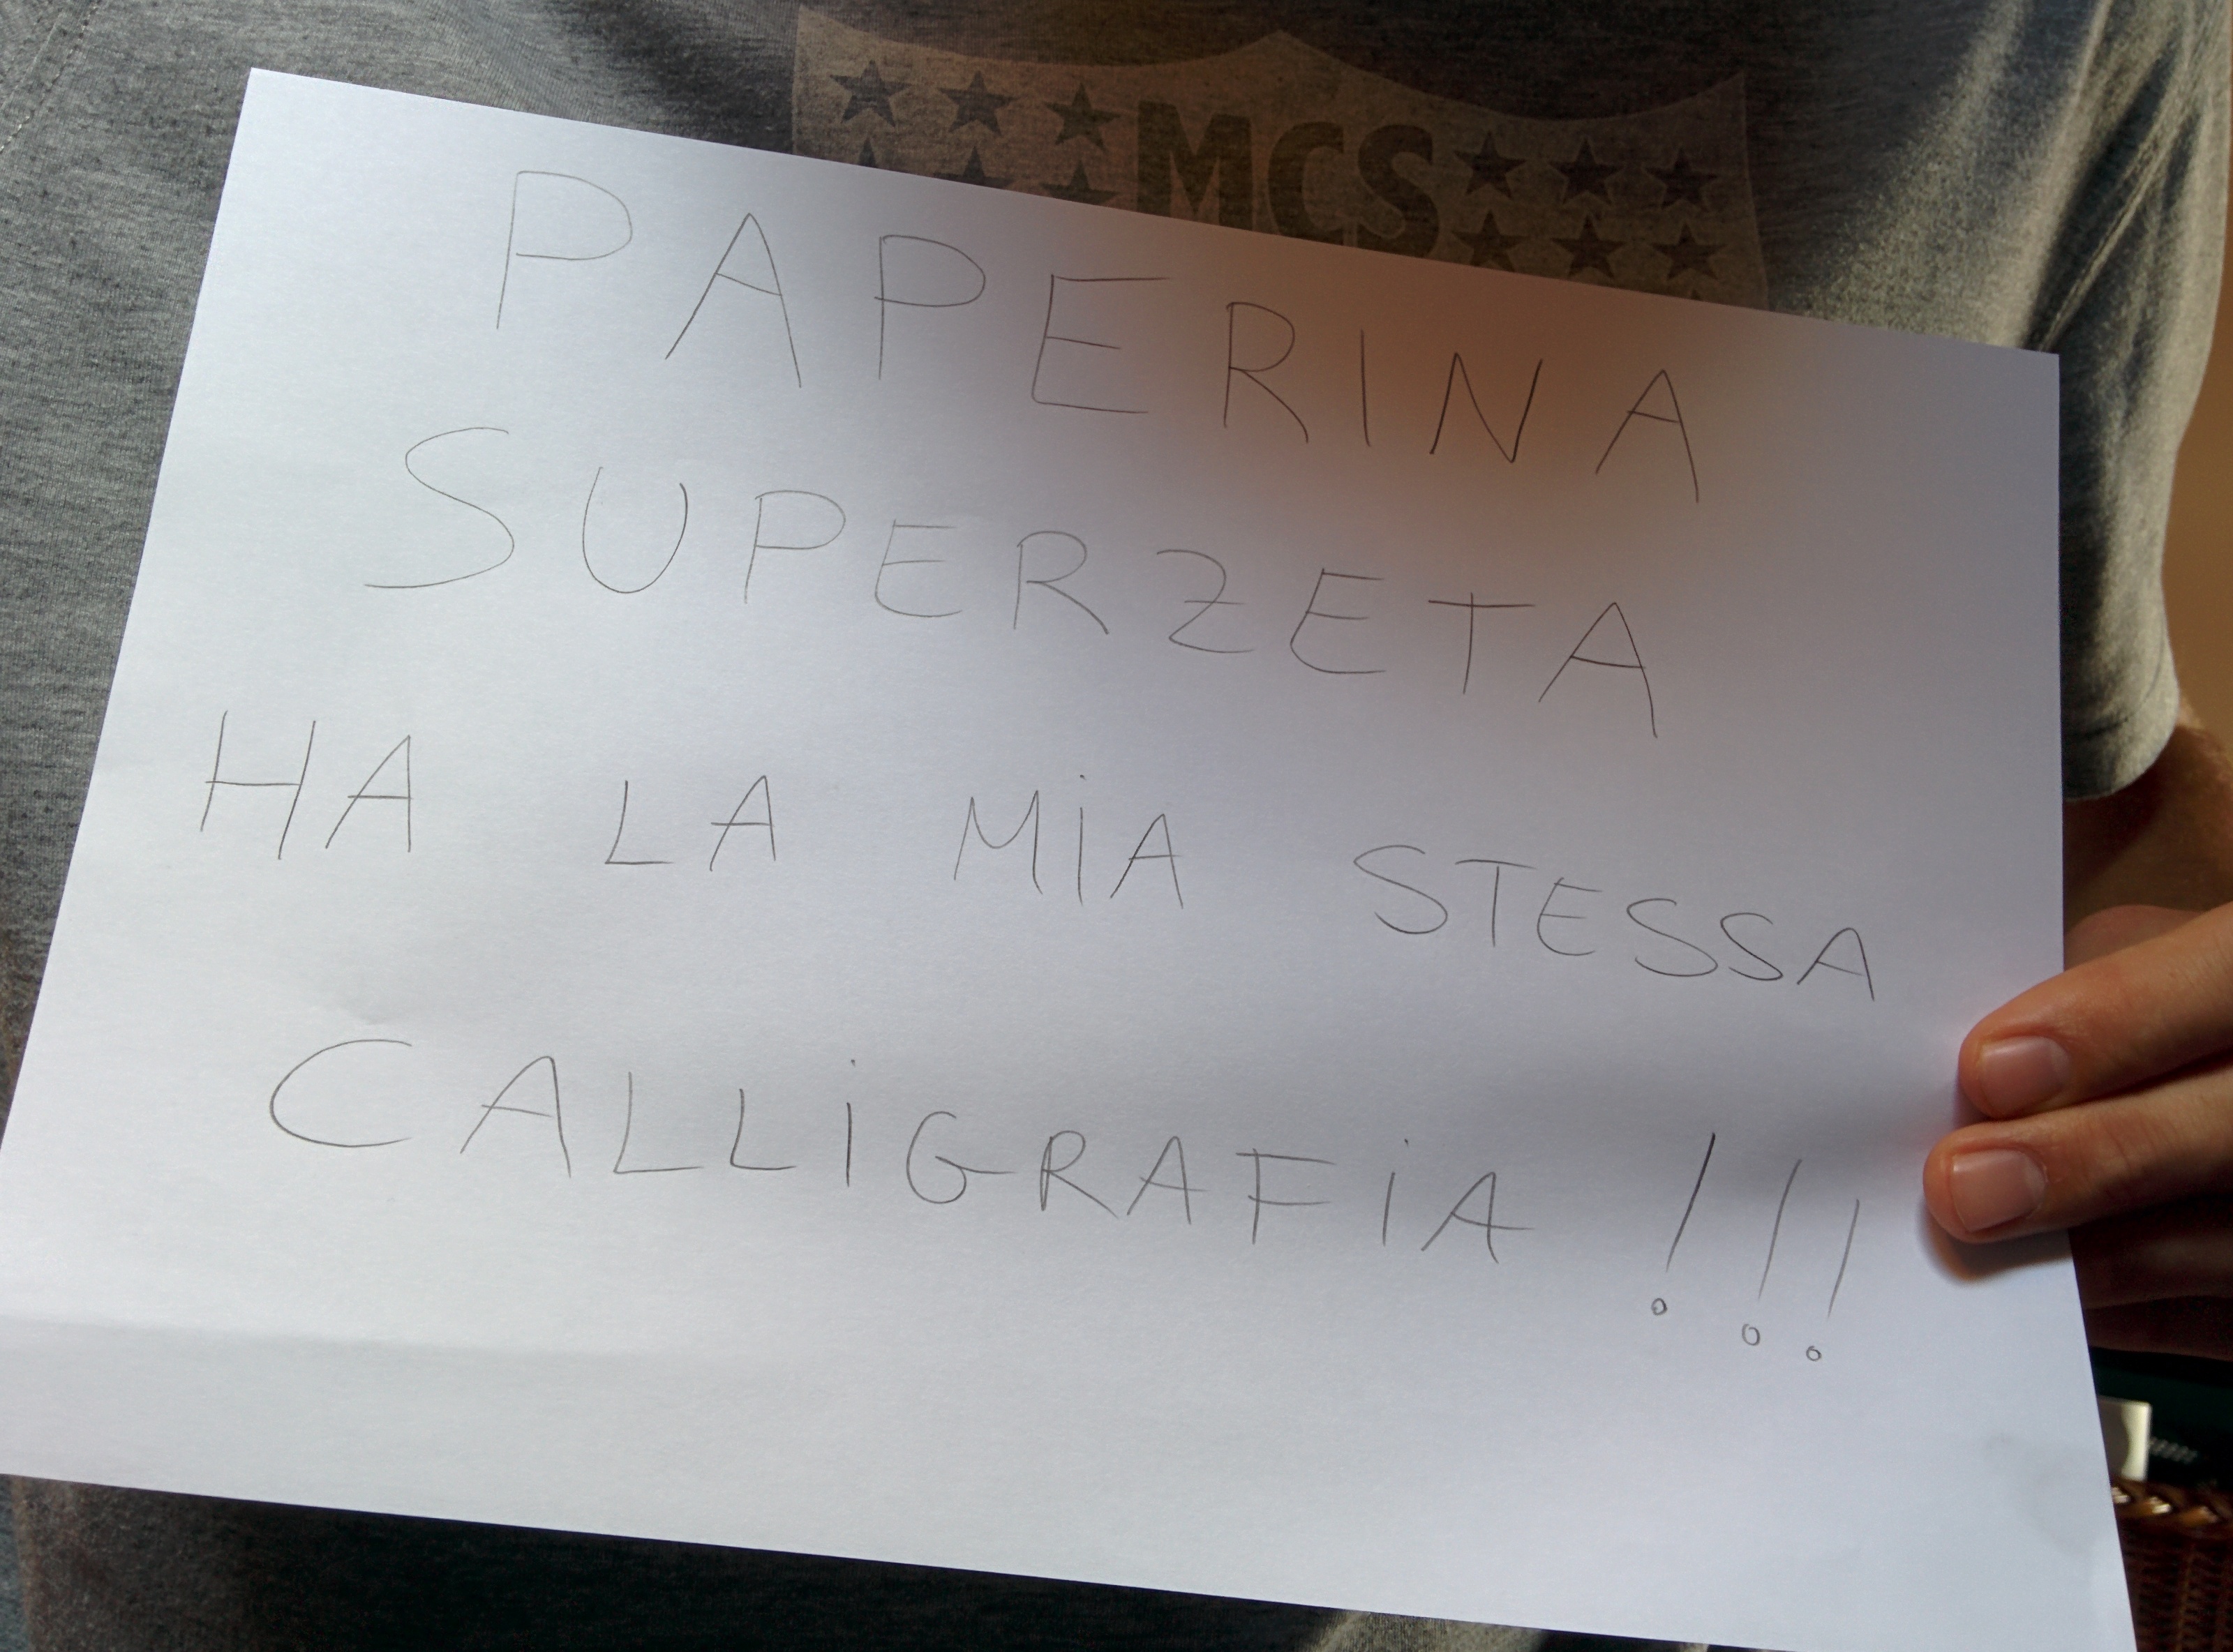 MCS
PAPERINA
SUPERZETA
HA LA MiA STESSA
CALLiGRAFiA !!!